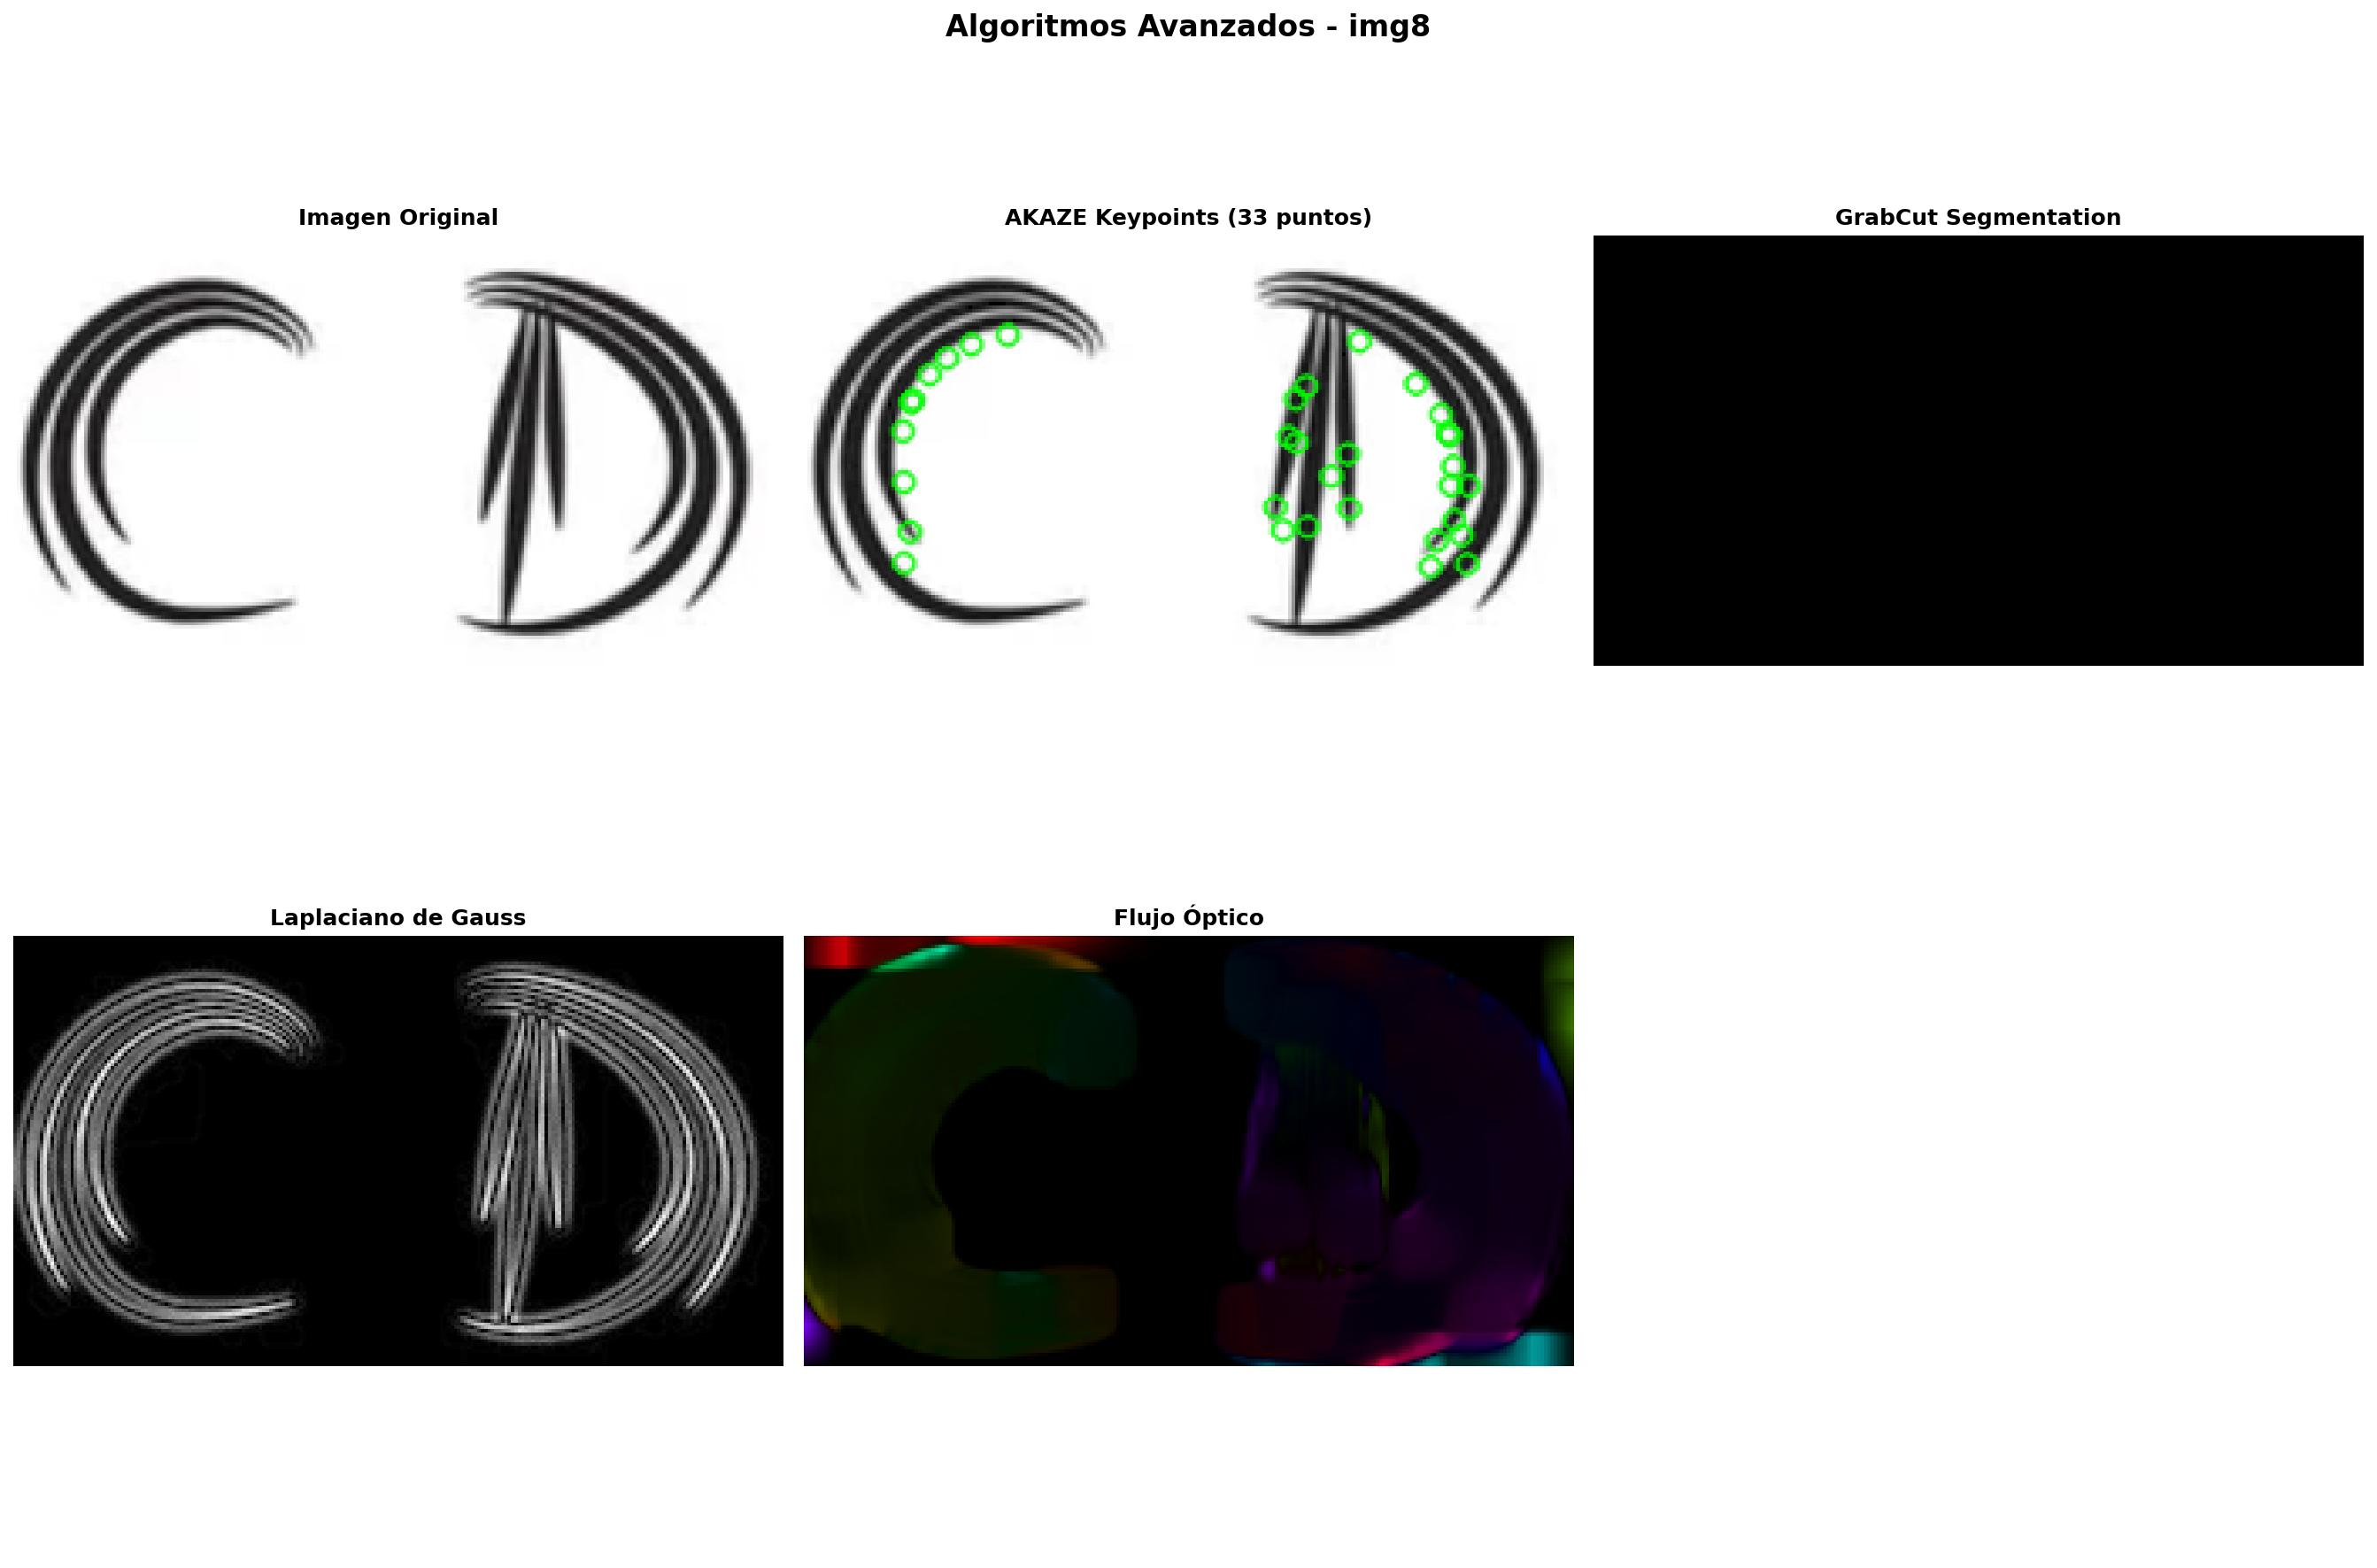 Algoritmos Avanzados - img8
Imagen Original
AKAZE Keypoints (33 puntos)
GrabCut Segmentation
C D
C D
Laplaciano de Gauss
Flujo Óptico
C D
C D